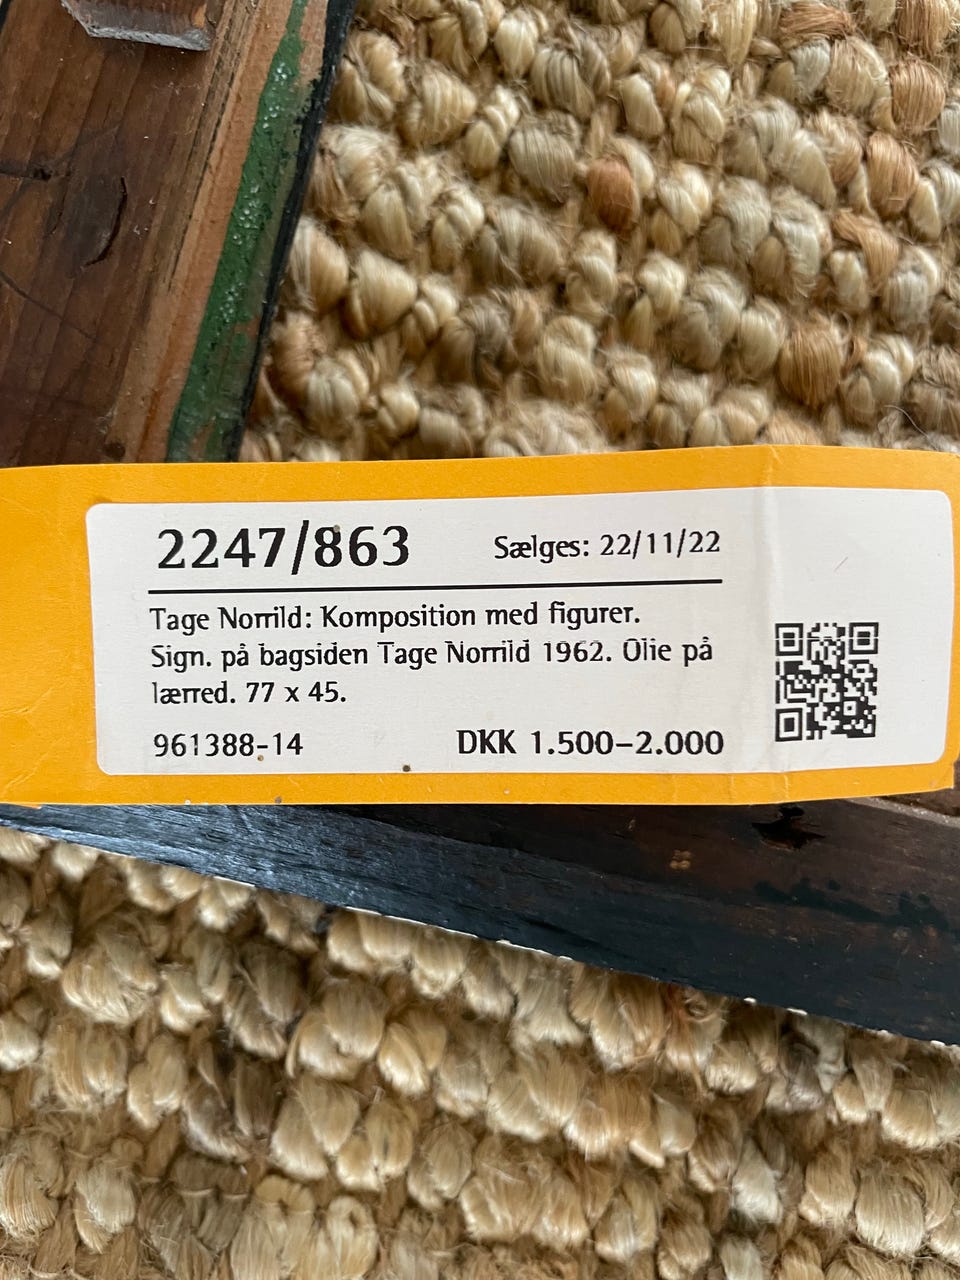 2247/863
Sælges: 22/11/22
Tage Norrild: Komposition med figurer.
Sign. på bagsiden Tage Norrild 1962. Olie på
lærred. 77 x 45.
961388-14
DKK 1.500–2.000